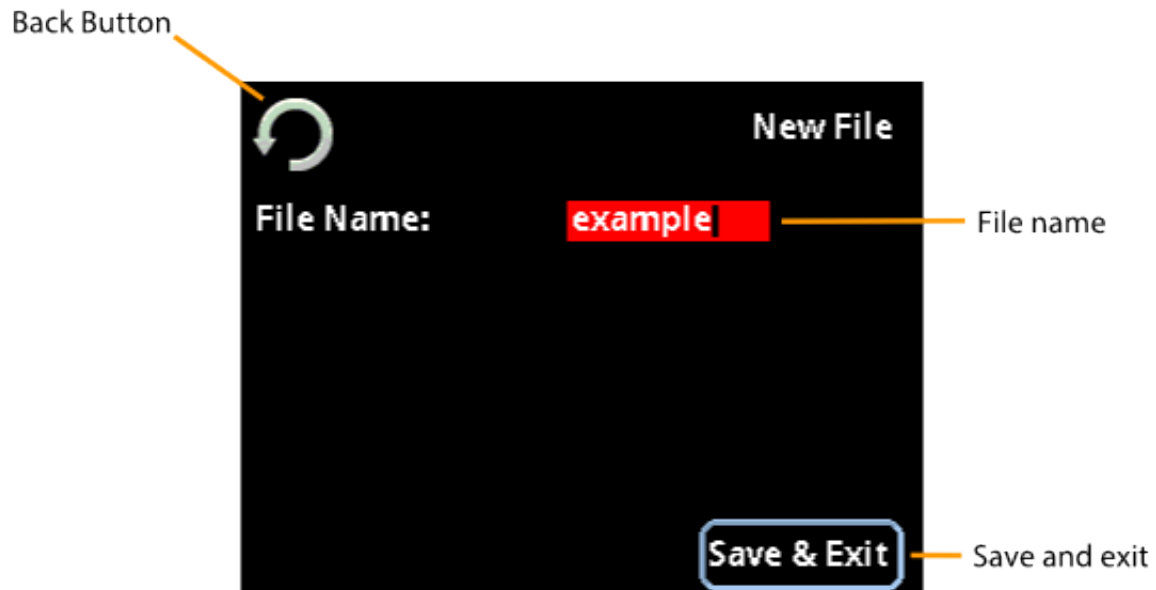 Back Button
New File
File Name: example
File name
Save & Exit
Save and exit